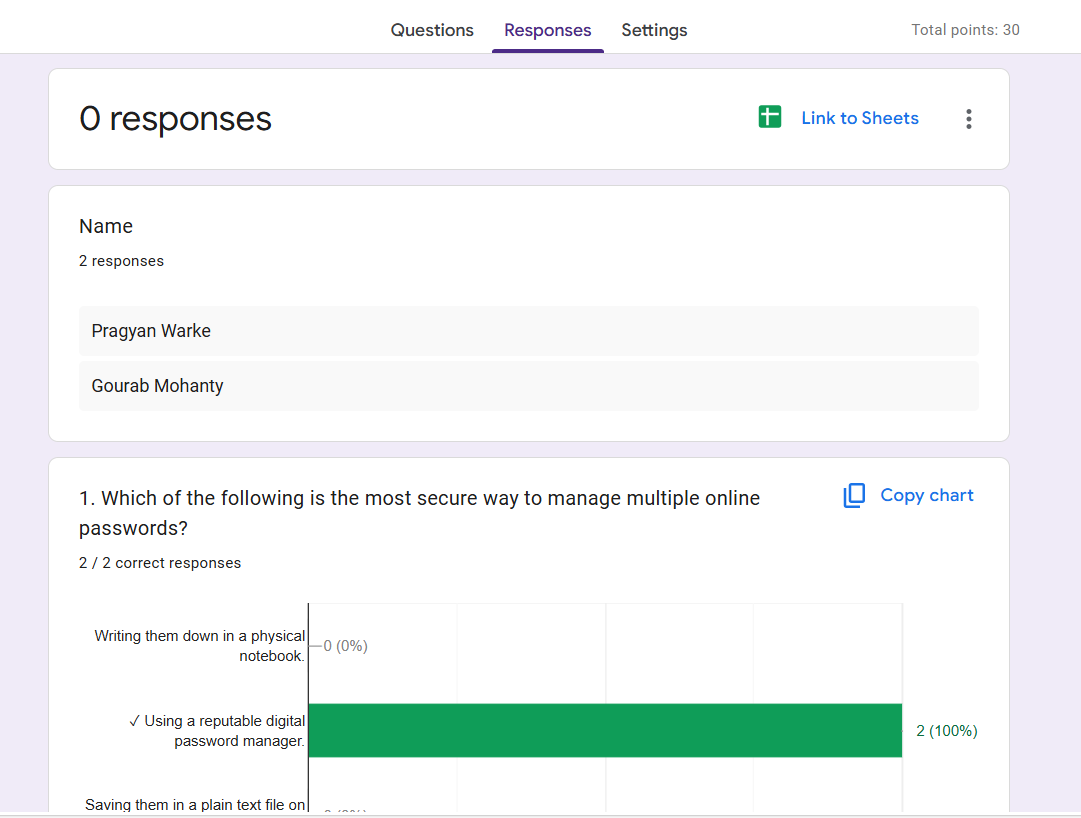 Questions Responses Settings Total points: 30
0 responses
Link to Sheets
Name
2 responses
Pragyan Warke
Gourab Mohanty
1. Which of the following is the most secure way to manage multiple online
passwords?
Copy chart
2 / 2 correct responses
Writing them down in a physical
notebook.
0 (0%)
✓ Using a reputable digital
password manager.
2 (100%)
Saving them in a plain text file on